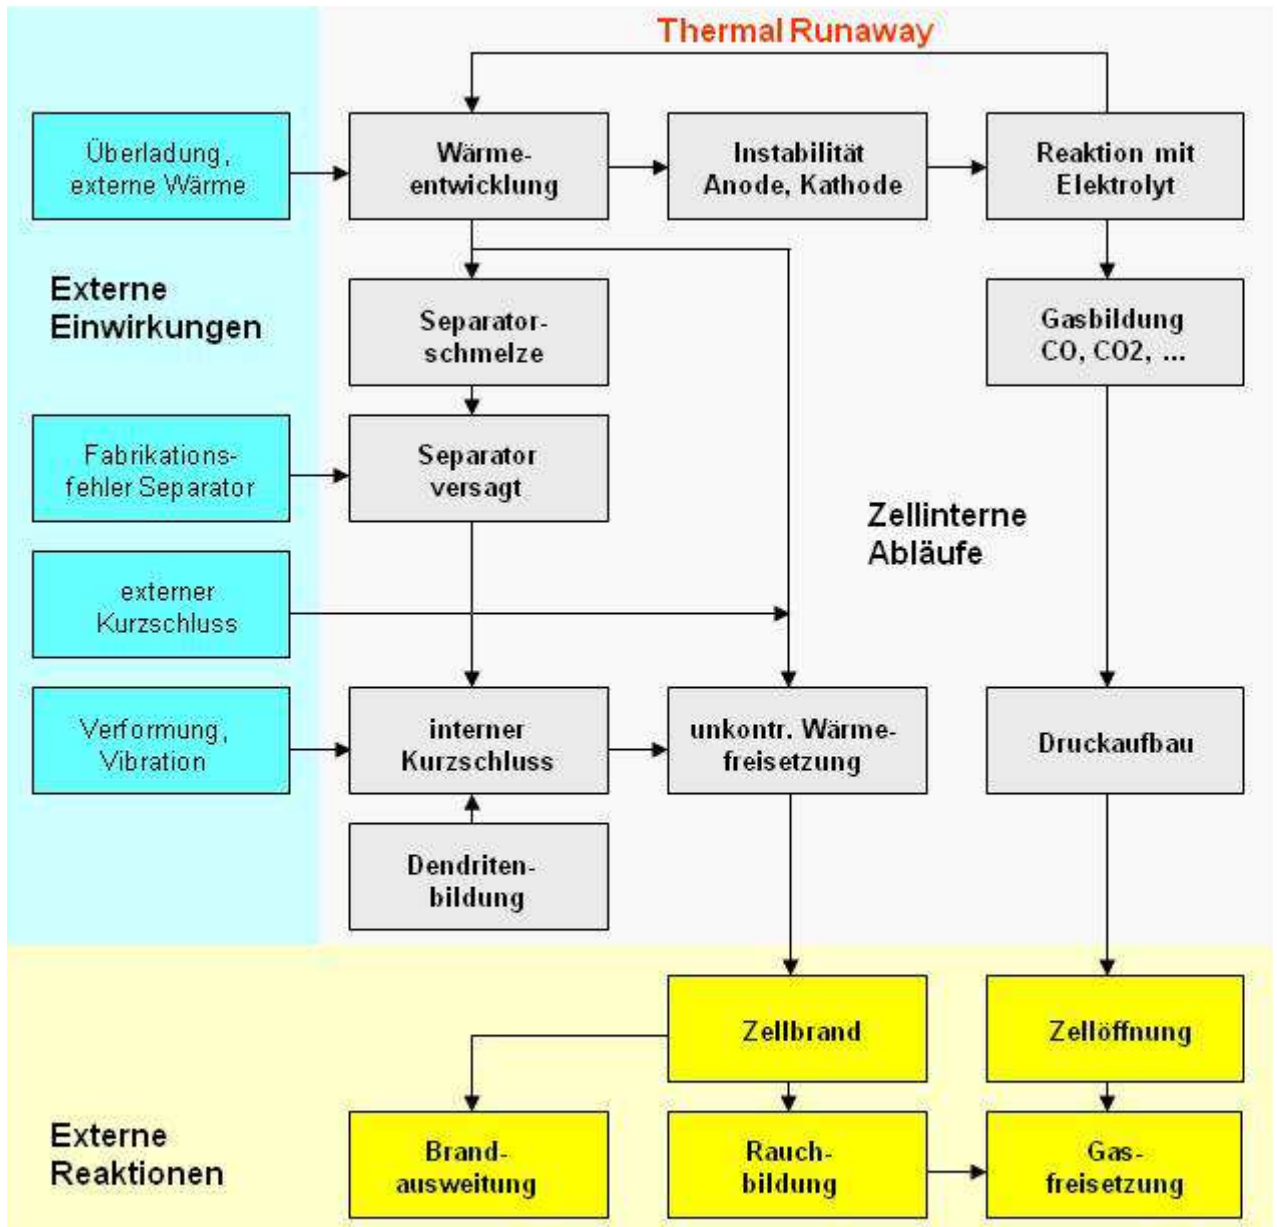 Thermal Runaway
Überladung,
externe Wärme
Wärme-
entwicklung
Instabilität
Anode, Kathode
Reaktion mit
Elektrolyt
Externe
Einwirkungen
Separator-
schmelze
Gasbildung
CO, CO2, ...
Fabrikations-
fehler Separator
Separator
versagt
Zellinterne
Abläufe
externer
Kurzschluss
Verformung,
Vibration
interner
Kurzschluss
unkontr. Wärme-
freisetzung
Druckaufbau
Dendriten-
bildung
Zellbrand
Zellöffnung
Externe
Reaktionen
Brand-
ausweitung
Rauch-
bildung
Gas-
freisetzung